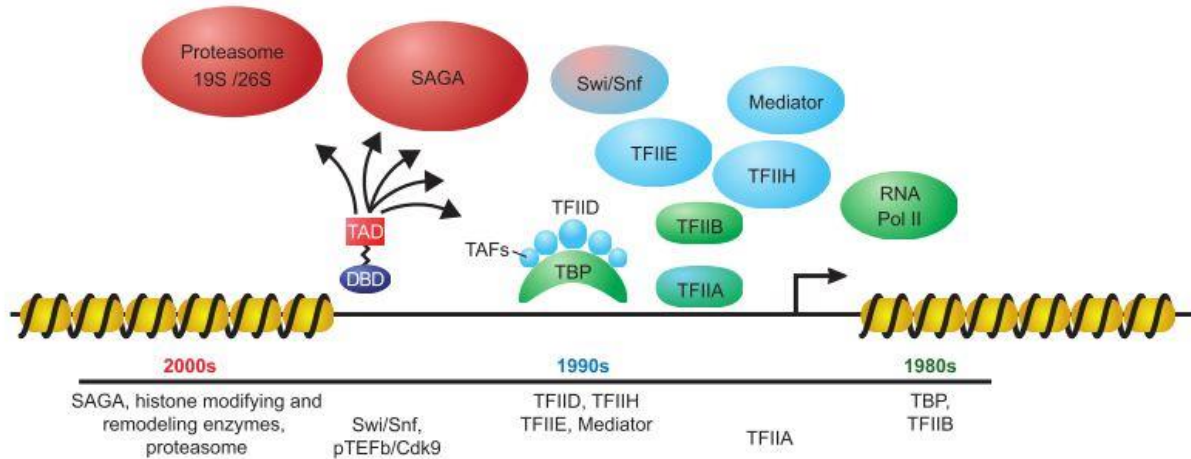 Proteasome
19S /26S
SAGA
Swi/Snf
Mediator
TFIIE
TFIIH
RNA
Pol II
TFIID
TFIIB
TAD
TAFs
TBP
DBD
TFIIA
2000s
1990s
1980s
SAGA, histone modifying and
remodeling enzymes,
proteasome
Swi/Snf,
pTEFb/Cdk9
TFIID, TFIIH
TFIIE, Mediator
TFIIA
TBP,
TFIIB